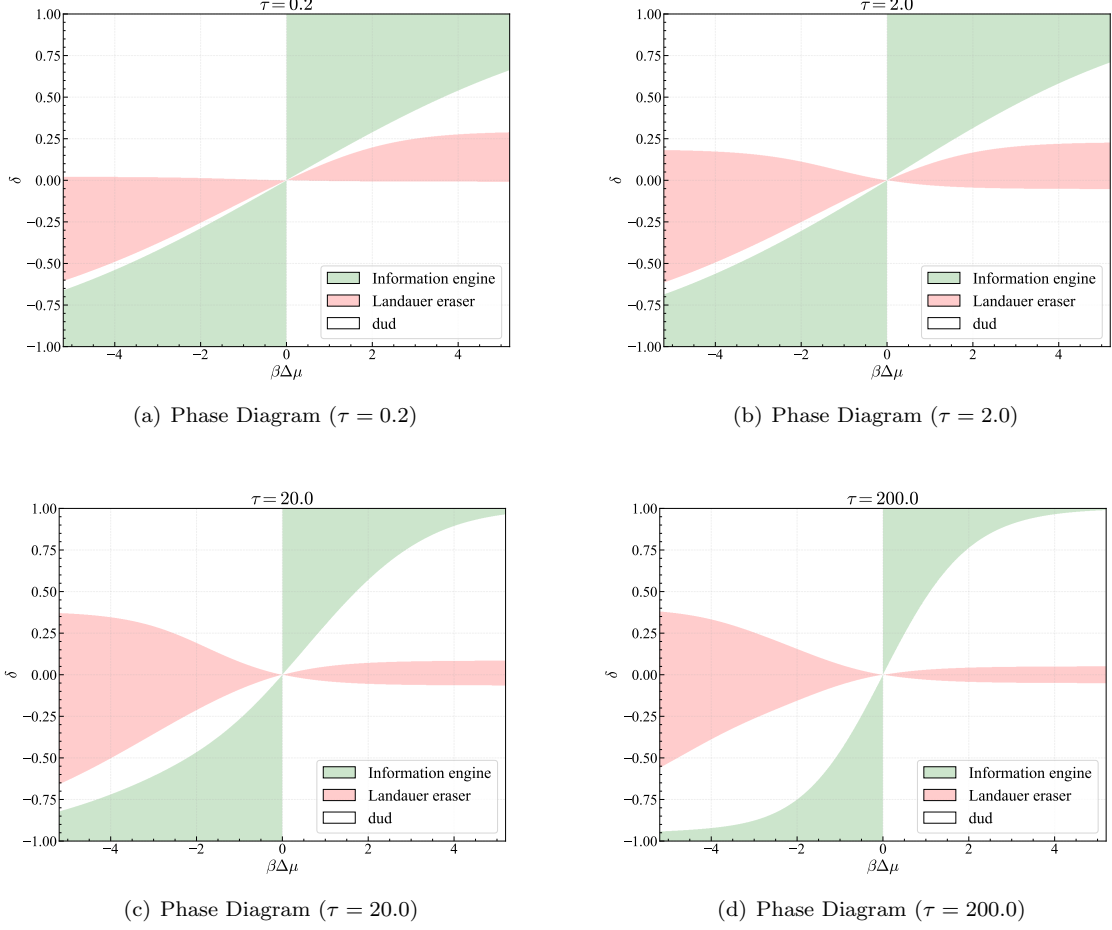 τ = 0.2
1.00
0.75
0.50
0.25
0.00
−0.25
−0.50
−0.75
−1.00
δ
Information engine
Landauer eraser
dud
−4 −2 0 2 4
βΔμ
(a) Phase Diagram (τ = 0.2)
τ = 2.0
1.00
0.75
0.50
0.25
0.00
−0.25
−0.50
−0.75
−1.00
δ
Information engine
Landauer eraser
dud
−4 −2 0 2 4
βΔμ
(b) Phase Diagram (τ = 2.0)
τ = 20.0
1.00
0.75
0.50
0.25
0.00
−0.25
−0.50
−0.75
−1.00
δ
Information engine
Landauer eraser
dud
−4 −2 0 2 4
βΔμ
(c) Phase Diagram (τ = 20.0)
τ = 200.0
1.00
0.75
0.50
0.25
0.00
−0.25
−0.50
−0.75
−1.00
δ
Information engine
Landauer eraser
dud
−4 −2 0 2 4
βΔμ
(d) Phase Diagram (τ = 200.0)